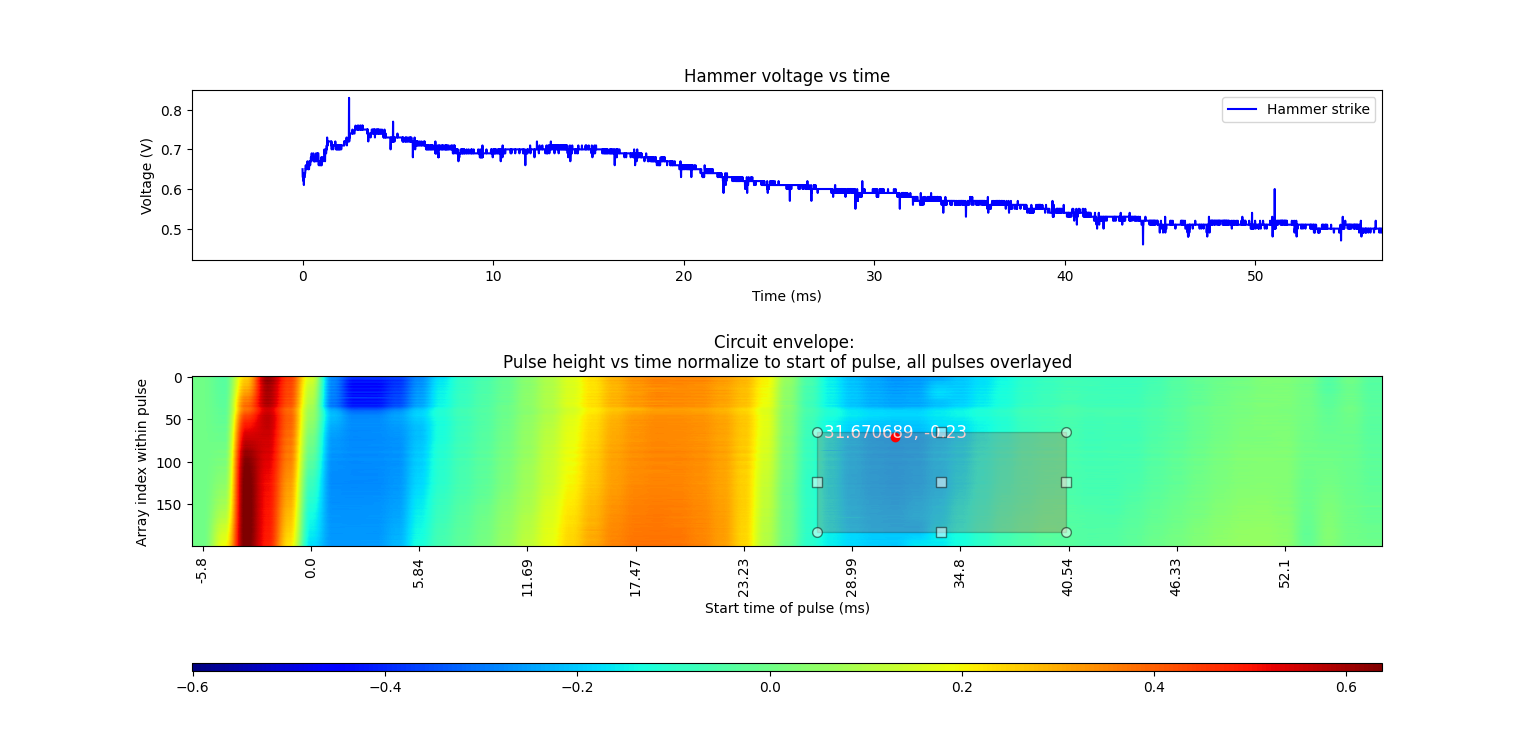 Hammer voltage vs time
0.8
0.7
0.6
0.5
Voltage (V)
Hammer strike
0 10 20 30 40 50
Time (ms)
Circuit envelope:
Pulse height vs time normalize to start of pulse, all pulses overlayed
0
50
100
150
Array index within pulse
31.670689, -0.23
-5.8 0.0 5.84 11.69 17.47 23.23 28.99 34.8 40.54 46.33 52.1
Start time of pulse (ms)
−0.6 −0.4 −0.2 0.0 0.2 0.4 0.6